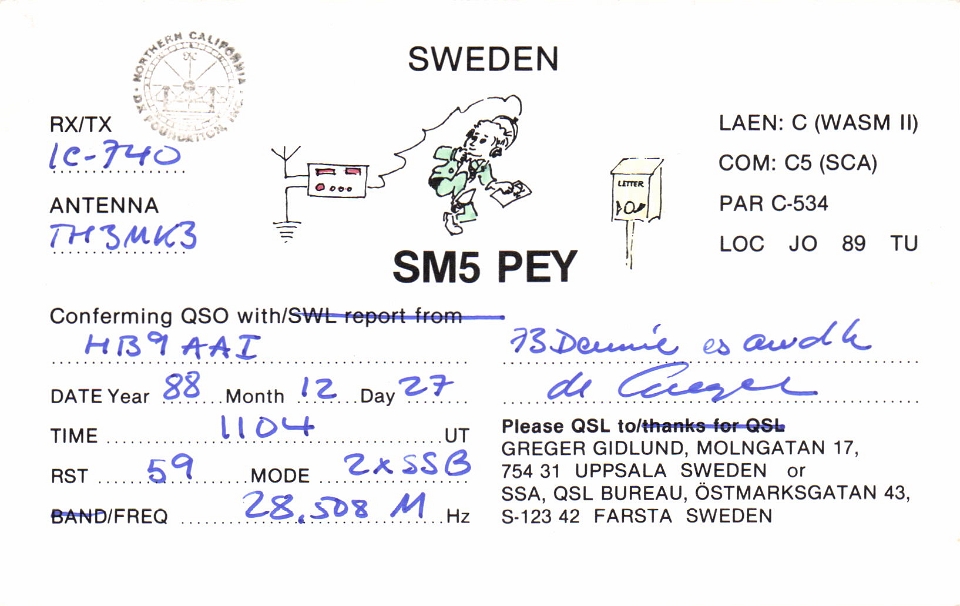 NORTHERN CALIFORNIA DX FOUNDATION, INC.
SWEDEN
RX/TX
IC-740
ANTENNA
TH3MK3
LETTER
LAEN: C (WASM II)
COM: C5 (SCA)
PAR C-534
LOC JO 89 TU
SM5 PEY
Conferming QSO with/SWL report from
HB9AAI
DATE Year 88 Month 12 Day 27
TIME 1104 UT
RST 59 MODE 2xSSB
BAND/FREQ 28.508 M Hz
73 Dennie es awdh
de Greger
Please QSL to/thanks for QSL
GREGER GIDLUND, MOLNGATAN 17,
754 31 UPPSALA SWEDEN or
SSA, QSL BUREAU, ÖSTMARKSGATAN 43,
S-123 42 FARSTA SWEDEN